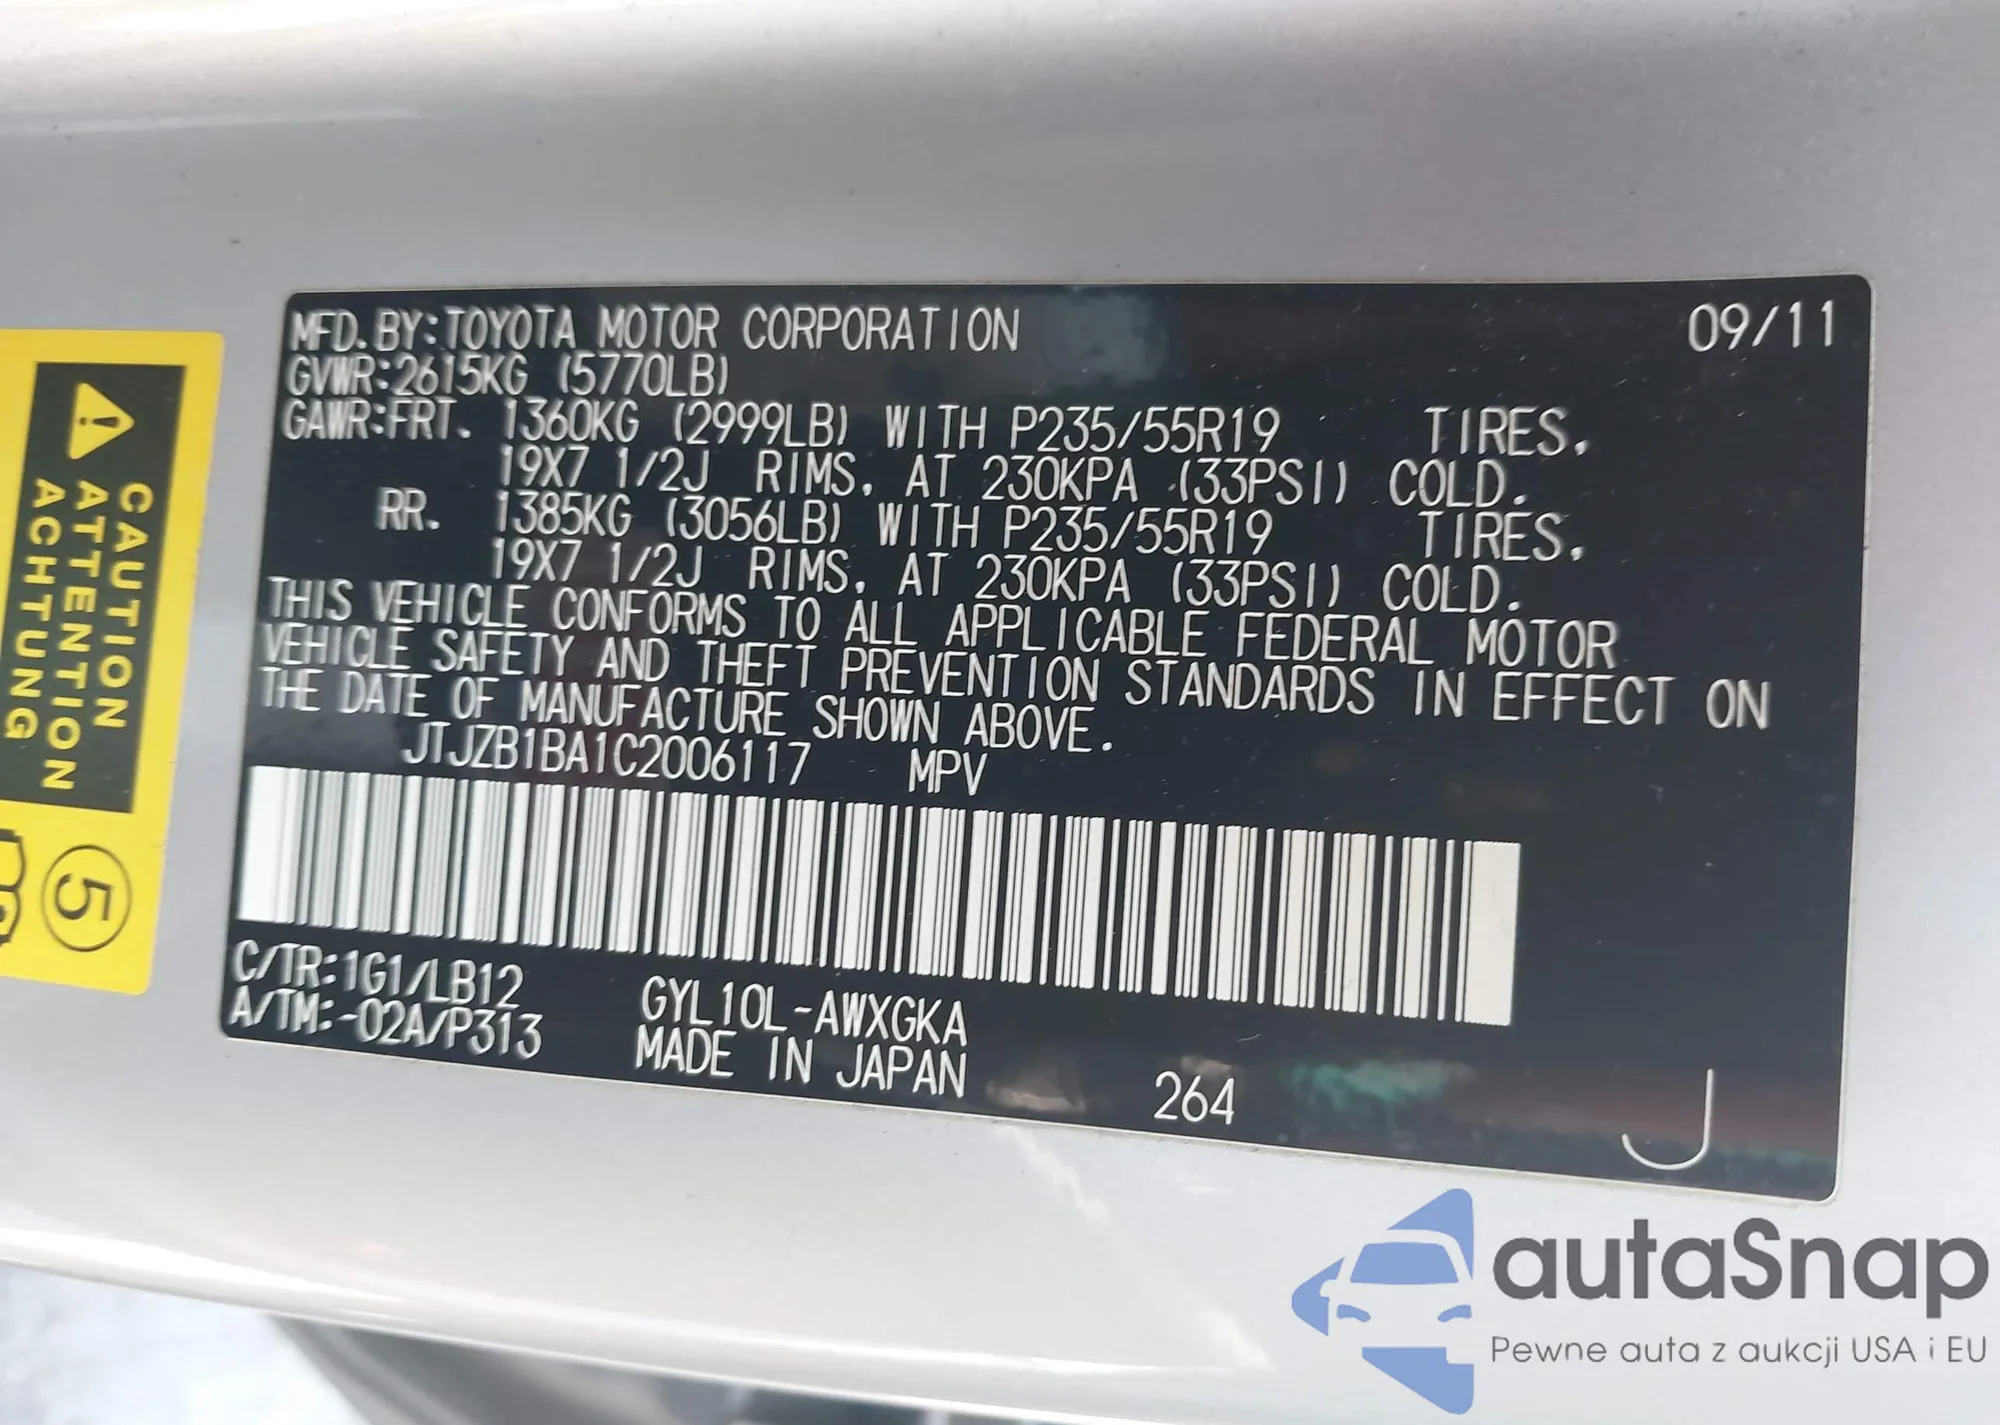 MFD.BY:TOYOTA MOTOR CORPORATION 09/11
GVWR:2615KG (5770LB)
GAWR:FRT. 1360KG (2999LB) WITH P235/55R19 TIRES,
19X7 1/2J RIMS, AT 230KPA (33PSI) COLD.
RR. 1385KG (3056LB) WITH P235/55R19 TIRES,
19X7 1/2J RIMS, AT 230KPA (33PSI) COLD.
THIS VEHICLE CONFORMS TO ALL APPLICABLE FEDERAL MOTOR
VEHICLE SAFETY AND THEFT PREVENTION STANDARDS IN EFFECT ON
THE DATE OF MANUFACTURE SHOWN ABOVE.
JTJZB1BA1C2006117 MPV
C/TR:1G1/LB12
A/TM:-02A/P313
GYL10L-AWXGKA
MADE IN JAPAN
264
J
CAUTION
ATTENTION
ACHTUNG
5
autaSnap
Pewne auta z aukcji USA i EU